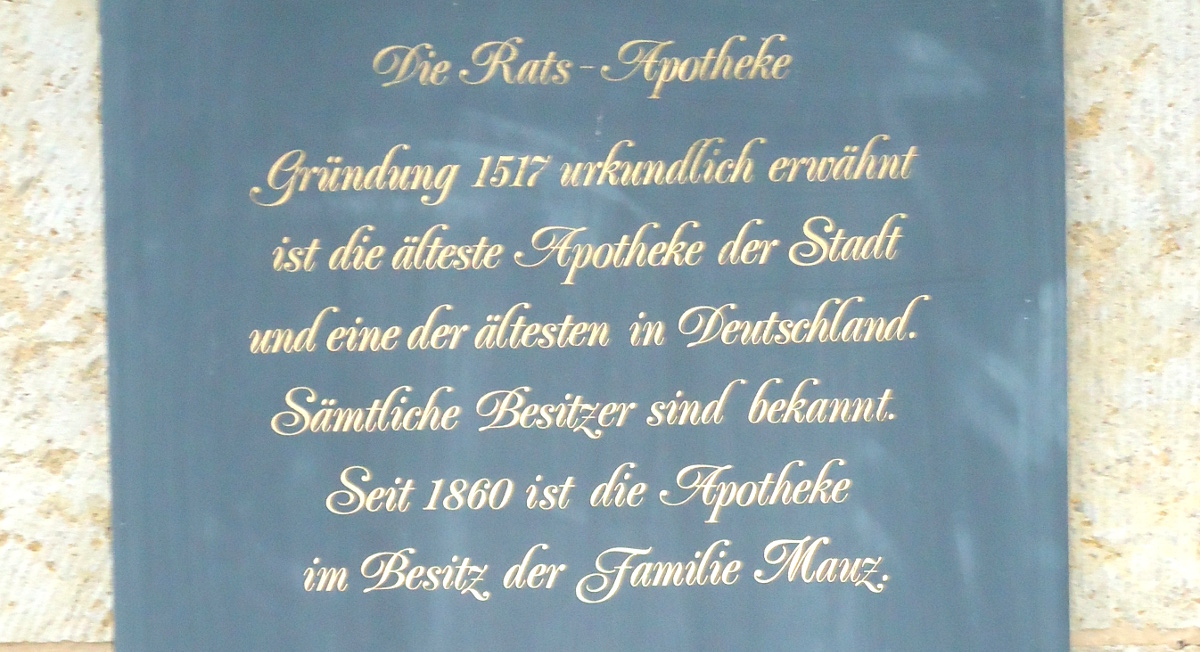 Die Rats-Apotheke
Gründung 1517 urkundlich erwähnt
ist die älteste Apotheke der Stadt
und eine der ältesten in Deutschland.
Sämtliche Besitzer sind bekannt.
Seit 1860 ist die Apotheke
im Besitz der Familie Mauz.